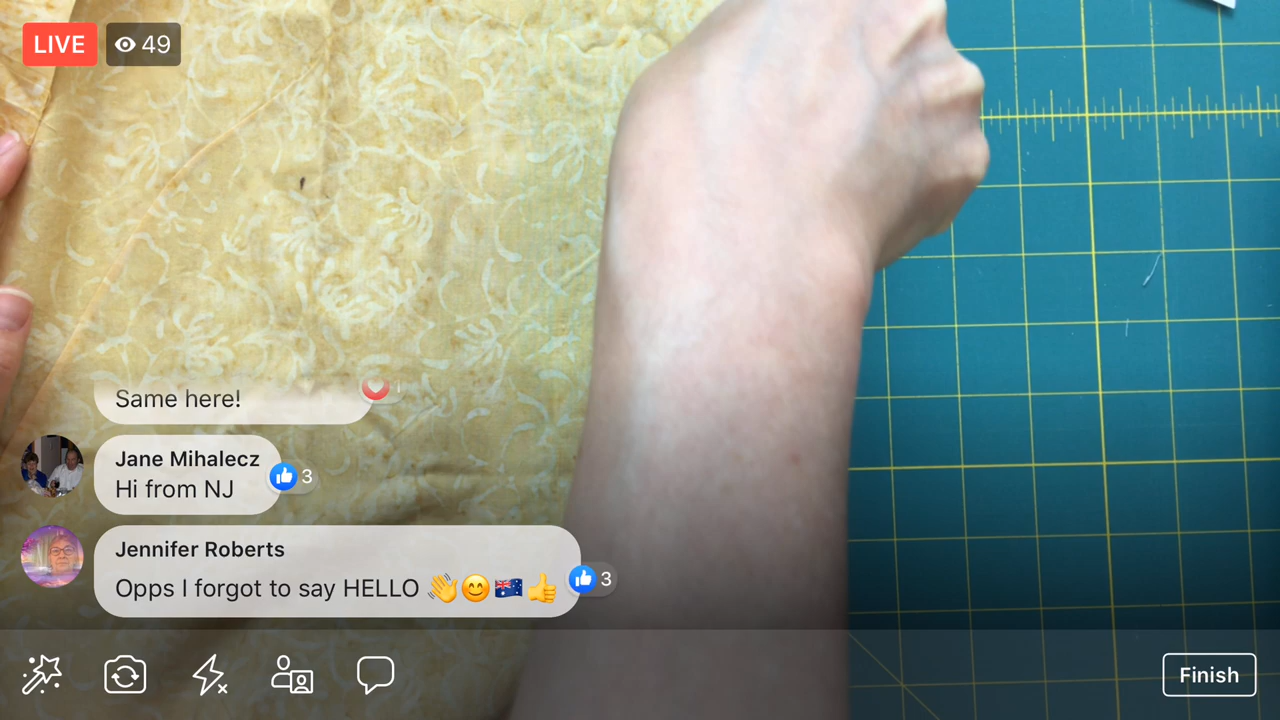 LIVE 49
Same here!
Jane Mihalecz
Hi from NJ
3
Jennifer Roberts
Opps I forgot to say HELLO 👋😊🇦🇺👍
3
Finish